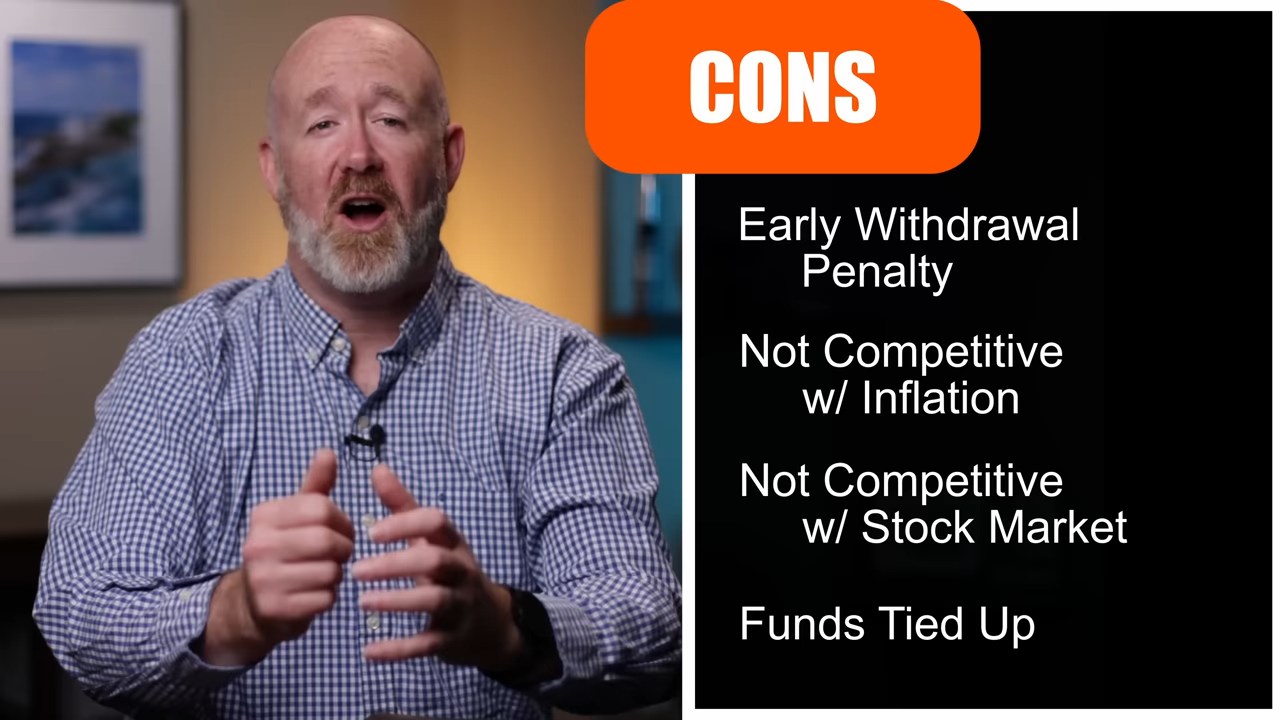 CONS
Early Withdrawal
Penalty
Not Competitive
w/ Inflation
Not Competitive
w/ Stock Market
Funds Tied Up